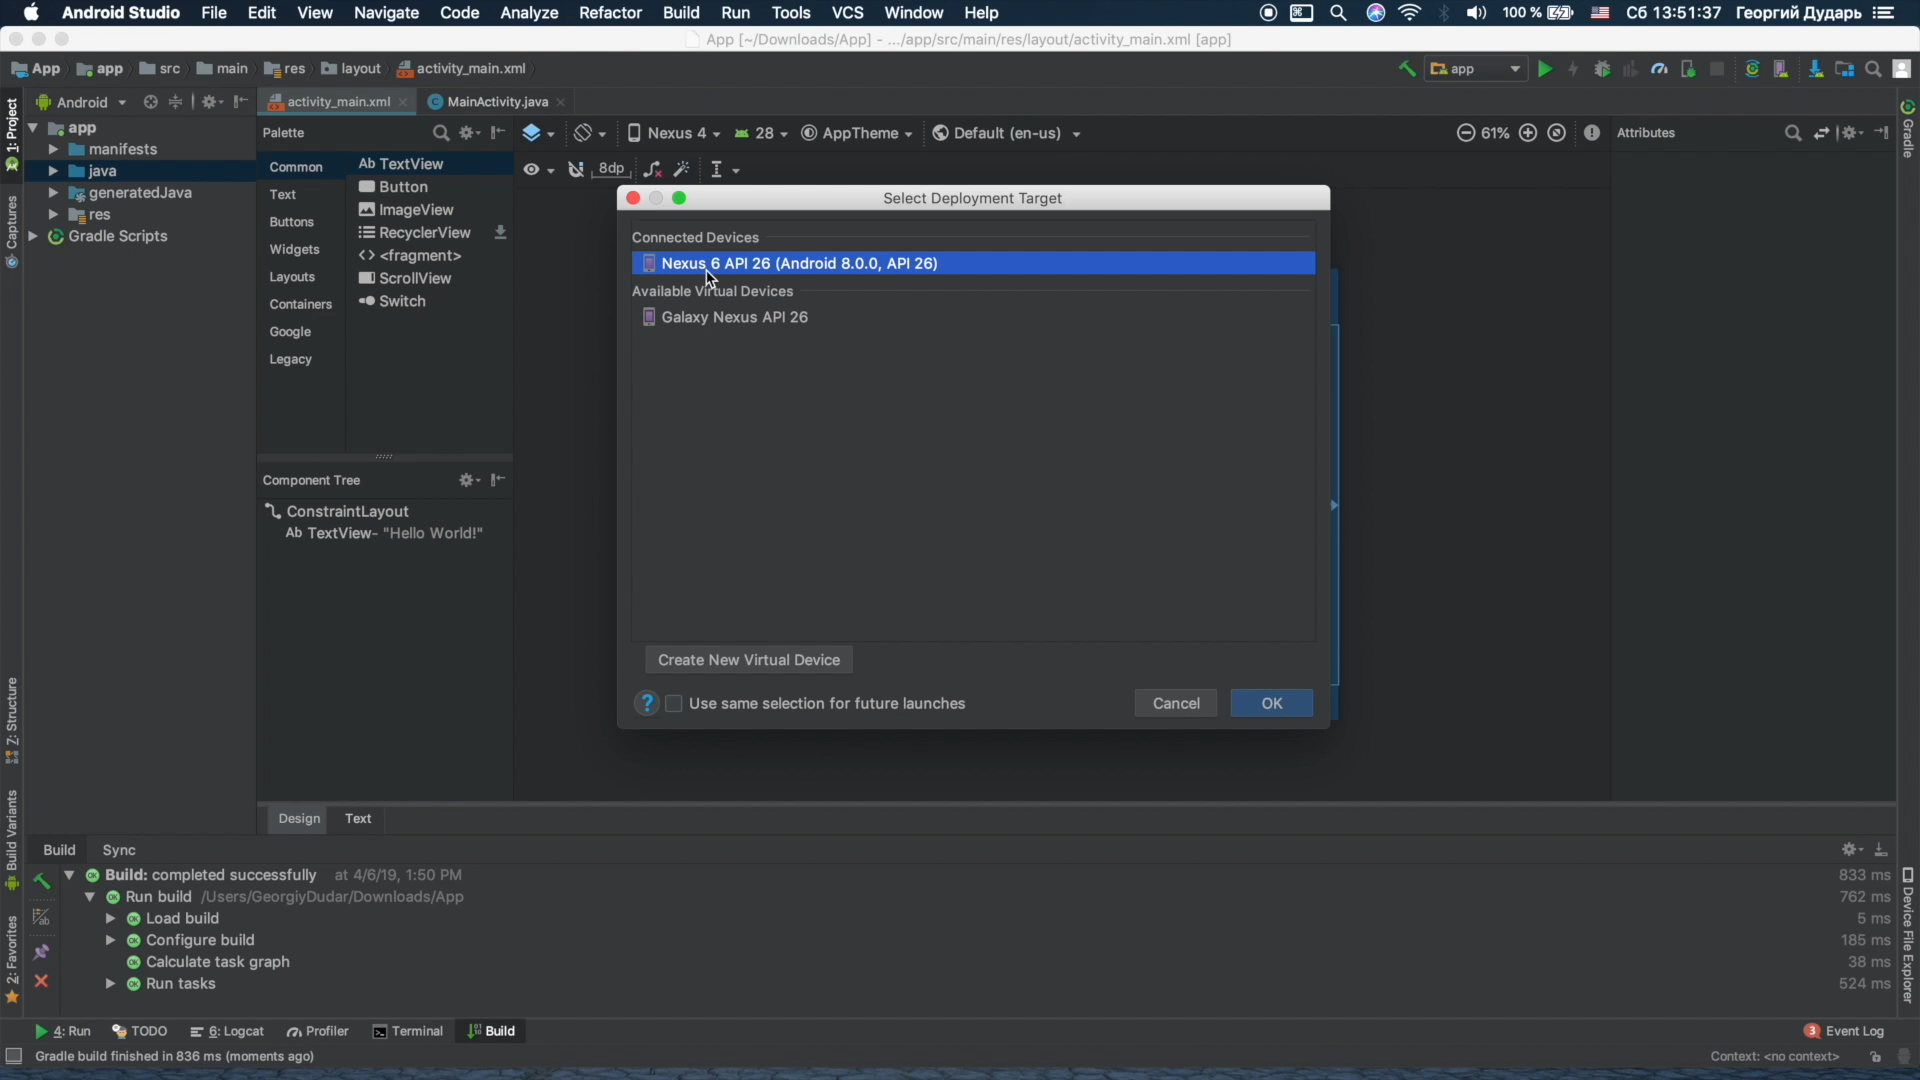 Android Studio File Edit View Navigate Code Analyze Refactor Build Run Tools VCS Window Help 100 % Сб 13:51:37 Георгий Дударь
App [~/Downloads/App] - .../app/src/main/res/layout/activity_main.xml [app]
App app src main res layout activity_main.xml app
1: Project
Captures
Z: Structure
Build Variants
2: Favorites
Android
app
manifests
java
generatedJava
res
Gradle Scripts
activity_main.xml MainActivity.java
Palette
Common
Text
Buttons
Widgets
Layouts
Containers
Google
Legacy
Ab TextView
Button
ImageView
RecyclerView
<fragment>
ScrollView
Switch
Nexus 4 28 AppTheme Default (en-us) 61%
8dp
Attributes
Gradle
Component Tree
ConstraintLayout
Ab TextView- "Hello World!"
Select Deployment Target
Connected Devices
Nexus 6 API 26 (Android 8.0.0, API 26)
Available Virtual Devices
Galaxy Nexus API 26
Create New Virtual Device
? Use same selection for future launches Cancel OK
Design Text
Build Sync
Build: completed successfully at 4/6/19, 1:50 PM 833 ms
Run build /Users/GeorgiyDudar/Downloads/App 762 ms
Load build 5 ms
Configure build 185 ms
Calculate task graph 38 ms
Run tasks 524 ms
Device File Explorer
4: Run TODO 6: Logcat Profiler Terminal Build 3 Event Log
Gradle build finished in 836 ms (moments ago) Context: <no context>